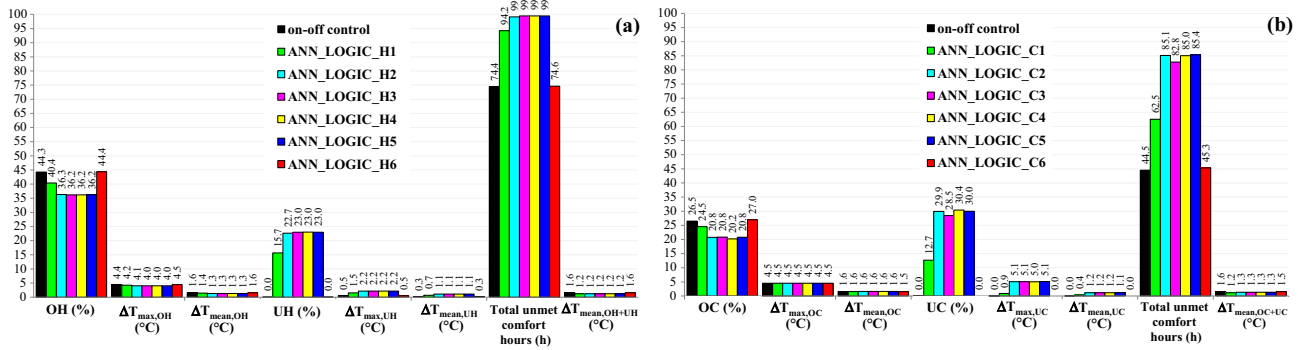 100
95
90
85
80
75
70
65
60
55
50
45
40
35
30
25
20
15
10
5
0
(a)
on-off control
ANN_LOGIC_H1
ANN_LOGIC_H2
ANN_LOGIC_H3
ANN_LOGIC_H4
ANN_LOGIC_H5
ANN_LOGIC_H6
44.3 40.4 36.3 36.2 36.2 36.2 44.4
4.4 4.2 4.1 4.0 4.0 4.0 4.5
1.6 1.4 1.3 1.3 1.3 1.3 1.6
0.0 15.7 22.7 23.0 23.0 23.0 0.0
0.5 1.5 2.2 2.2 2.2 2.2 0.5
0.3 0.7 1.1 1.1 1.1 1.1 0.3
74.4 94.2 99 99 99 99 74.6
1.6 1.2 1.2 1.2 1.2 1.2 1.6
OH (%)
ΔTmax,OH
(°C)
ΔTmean,OH
(°C)
UH (%)
ΔTmax,UH
(°C)
ΔTmean,UH
(°C)
Total unmet
comfort
hours (h)
ΔTmean,OH+UH
(°C)
100
95
90
85
80
75
70
65
60
55
50
45
40
35
30
25
20
15
10
5
0
(b)
on-off control
ANN_LOGIC_C1
ANN_LOGIC_C2
ANN_LOGIC_C3
ANN_LOGIC_C4
ANN_LOGIC_C5
ANN_LOGIC_C6
26.5 24.5 20.8 20.8 20.2 20.8 27.0
4.5 4.5 4.5 4.5 4.5 4.5 4.5
1.6 1.6 1.6 1.6 1.6 1.6 1.5
0.0 12.7 29.9 28.5 30.4 30.0 0.0
0.0 0.9 5.1 5.0 5.0 5.1 0.0
0.0 0.4 1.2 1.2 1.2 1.1 0.0
44.5 62.5 85.1 82.8 85.0 85.4 45.3
1.6 1.2 1.3 1.3 1.3 1.3 1.5
OC (%)
ΔTmax,OC
(°C)
ΔTmean,OC
(°C)
UC (%)
ΔTmax,UC
(°C)
ΔTmean,UC
(°C)
Total unmet
comfort
hours (h)
ΔTmean,OC+UC
(°C)